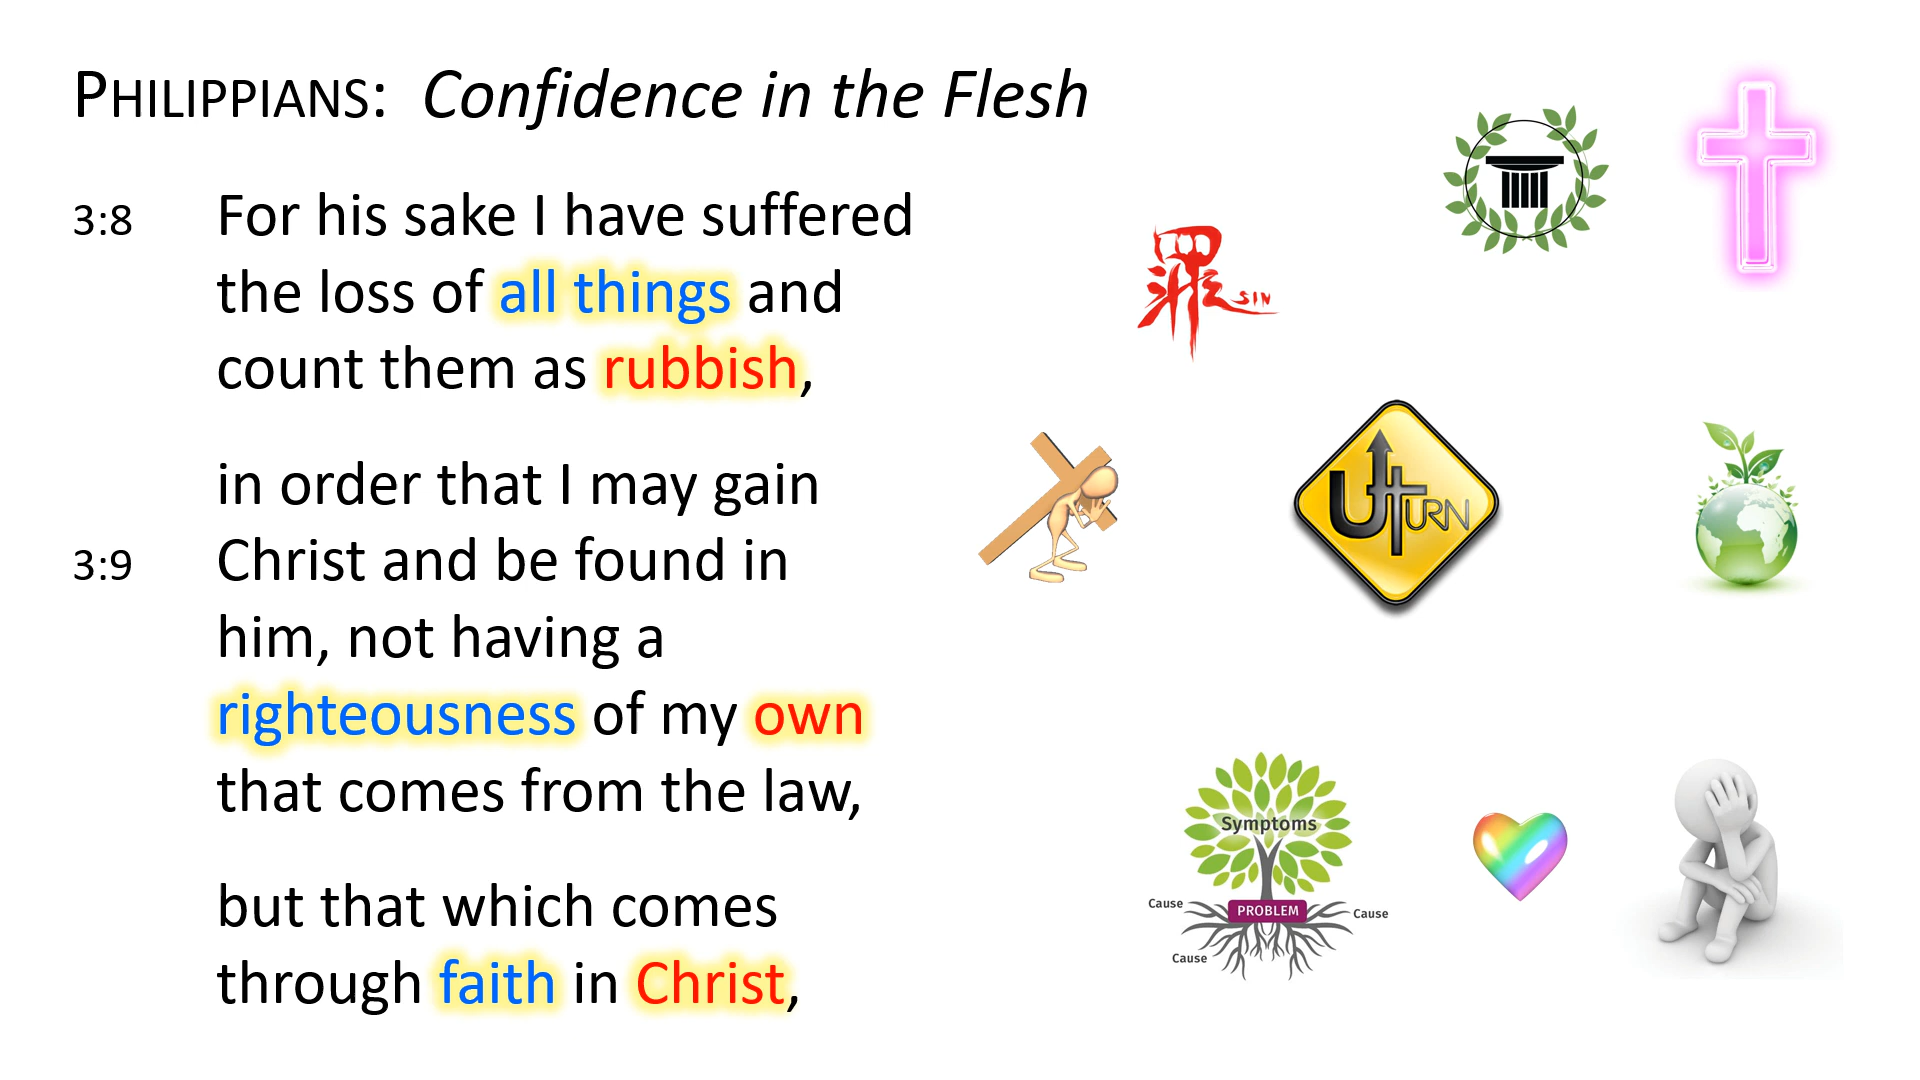 PHILIPPIANS: Confidence in the Flesh
3:8 For his sake I have suffered
the loss of all things and
count them as rubbish,
in order that I may gain
3:9 Christ and be found in
him, not having a
righteousness of my own
that comes from the law,
but that which comes
through faith in Christ,
罪 SIN
U TURN
Symptoms
Cause
PROBLEM
Cause
Cause